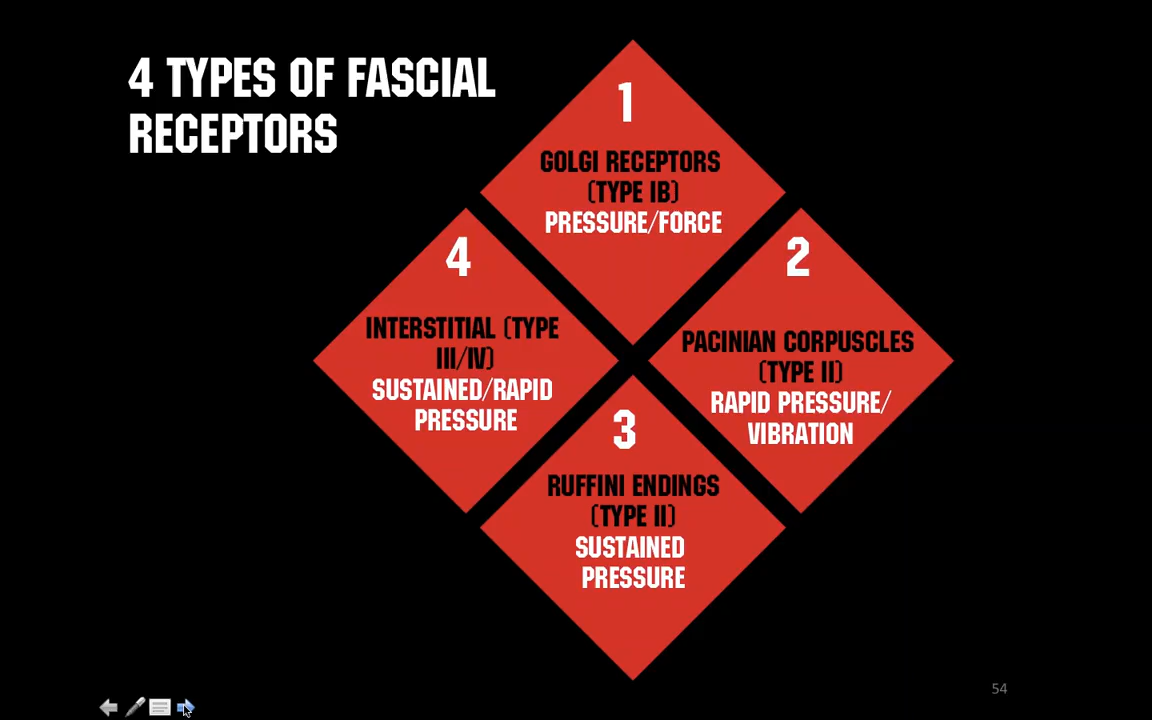 4 TYPES OF FASCIAL
RECEPTORS
1
GOLGI RECEPTORS
(TYPE IB)
PRESSURE/FORCE
2
PACINIAN CORPUSCLES
(TYPE II)
RAPID PRESSURE/
VIBRATION
3
RUFFINI ENDINGS
(TYPE II)
SUSTAINED
PRESSURE
4
INTERSTITIAL (TYPE
III/IV)
SUSTAINED/RAPID
PRESSURE
54